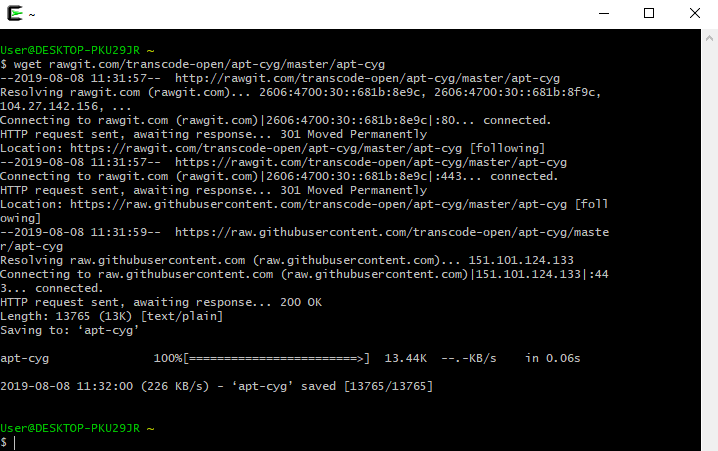 ~
User@DESKTOP-PKU29JR ~
$ wget rawgit.com/transcode-open/apt-cyg/master/apt-cyg
--2019-08-08 11:31:57--  http://rawgit.com/transcode-open/apt-cyg/master/apt-cyg
Resolving rawgit.com (rawgit.com)... 2606:4700:30::681b:8e9c, 2606:4700:30::681b:8f9c,
104.27.142.156, ...
Connecting to rawgit.com (rawgit.com)|2606:4700:30::681b:8e9c|:80... connected.
HTTP request sent, awaiting response... 301 Moved Permanently
Location: https://rawgit.com/transcode-open/apt-cyg/master/apt-cyg [following]
--2019-08-08 11:31:57--  https://rawgit.com/transcode-open/apt-cyg/master/apt-cyg
Connecting to rawgit.com (rawgit.com)|2606:4700:30::681b:8e9c|:443... connected.
HTTP request sent, awaiting response... 301 Moved Permanently
Location: https://raw.githubusercontent.com/transcode-open/apt-cyg/master/apt-cyg [foll
owing]
--2019-08-08 11:31:59--  https://raw.githubusercontent.com/transcode-open/apt-cyg/maste
r/apt-cyg
Resolving raw.githubusercontent.com (raw.githubusercontent.com)... 151.101.124.133
Connecting to raw.githubusercontent.com (raw.githubusercontent.com)|151.101.124.133|:44
3... connected.
HTTP request sent, awaiting response... 200 OK
Length: 13765 (13K) [text/plain]
Saving to: ‘apt-cyg’
apt-cyg               100%[========================>]  13.44K  --.-KB/s    in 0.06s
2019-08-08 11:32:00 (226 KB/s) - ‘apt-cyg’ saved [13765/13765]
User@DESKTOP-PKU29JR ~
$